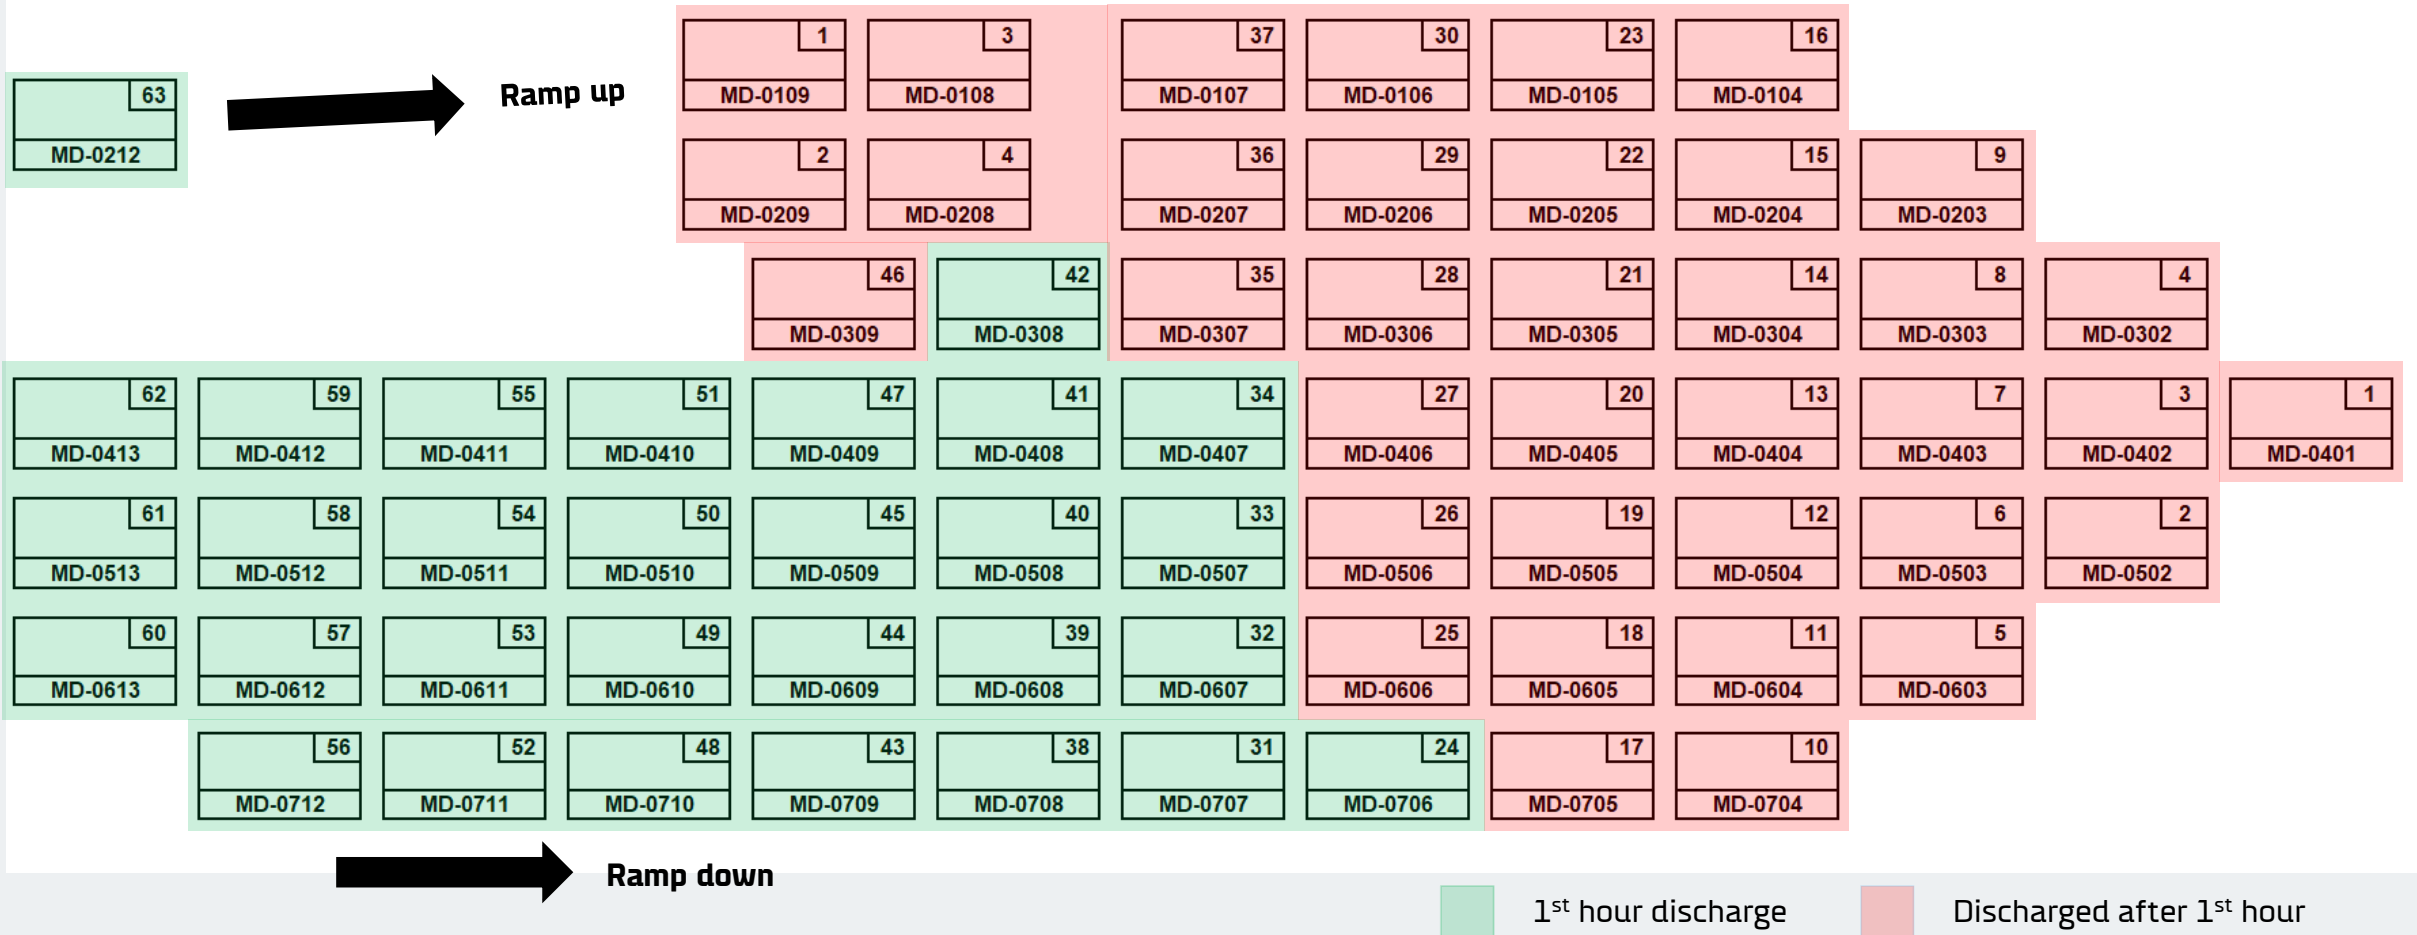 1 3 37 30 23 16
63 Ramp up MD-0109 MD-0108 MD-0107 MD-0106 MD-0105 MD-0104
MD-0212 2 4 36 29 22 15 9
MD-0209 MD-0208 MD-0207 MD-0206 MD-0205 MD-0204 MD-0203
46 42 35 28 21 14 8 4
MD-0309 MD-0308 MD-0307 MD-0306 MD-0305 MD-0304 MD-0303 MD-0302
62 59 55 51 47 41 34 27 20 13 7 3 1
MD-0413 MD-0412 MD-0411 MD-0410 MD-0409 MD-0408 MD-0407 MD-0406 MD-0405 MD-0404 MD-0403 MD-0402 MD-0401
61 58 54 50 45 40 33 26 19 12 6 2
MD-0513 MD-0512 MD-0511 MD-0510 MD-0509 MD-0508 MD-0507 MD-0506 MD-0505 MD-0504 MD-0503 MD-0502
60 57 53 49 44 39 32 25 18 11 5
MD-0613 MD-0612 MD-0611 MD-0610 MD-0609 MD-0608 MD-0607 MD-0606 MD-0605 MD-0604 MD-0603
56 52 48 43 38 31 24 17 10
MD-0712 MD-0711 MD-0710 MD-0709 MD-0708 MD-0707 MD-0706 MD-0705 MD-0704
Ramp down
1st hour discharge Discharged after 1st hour